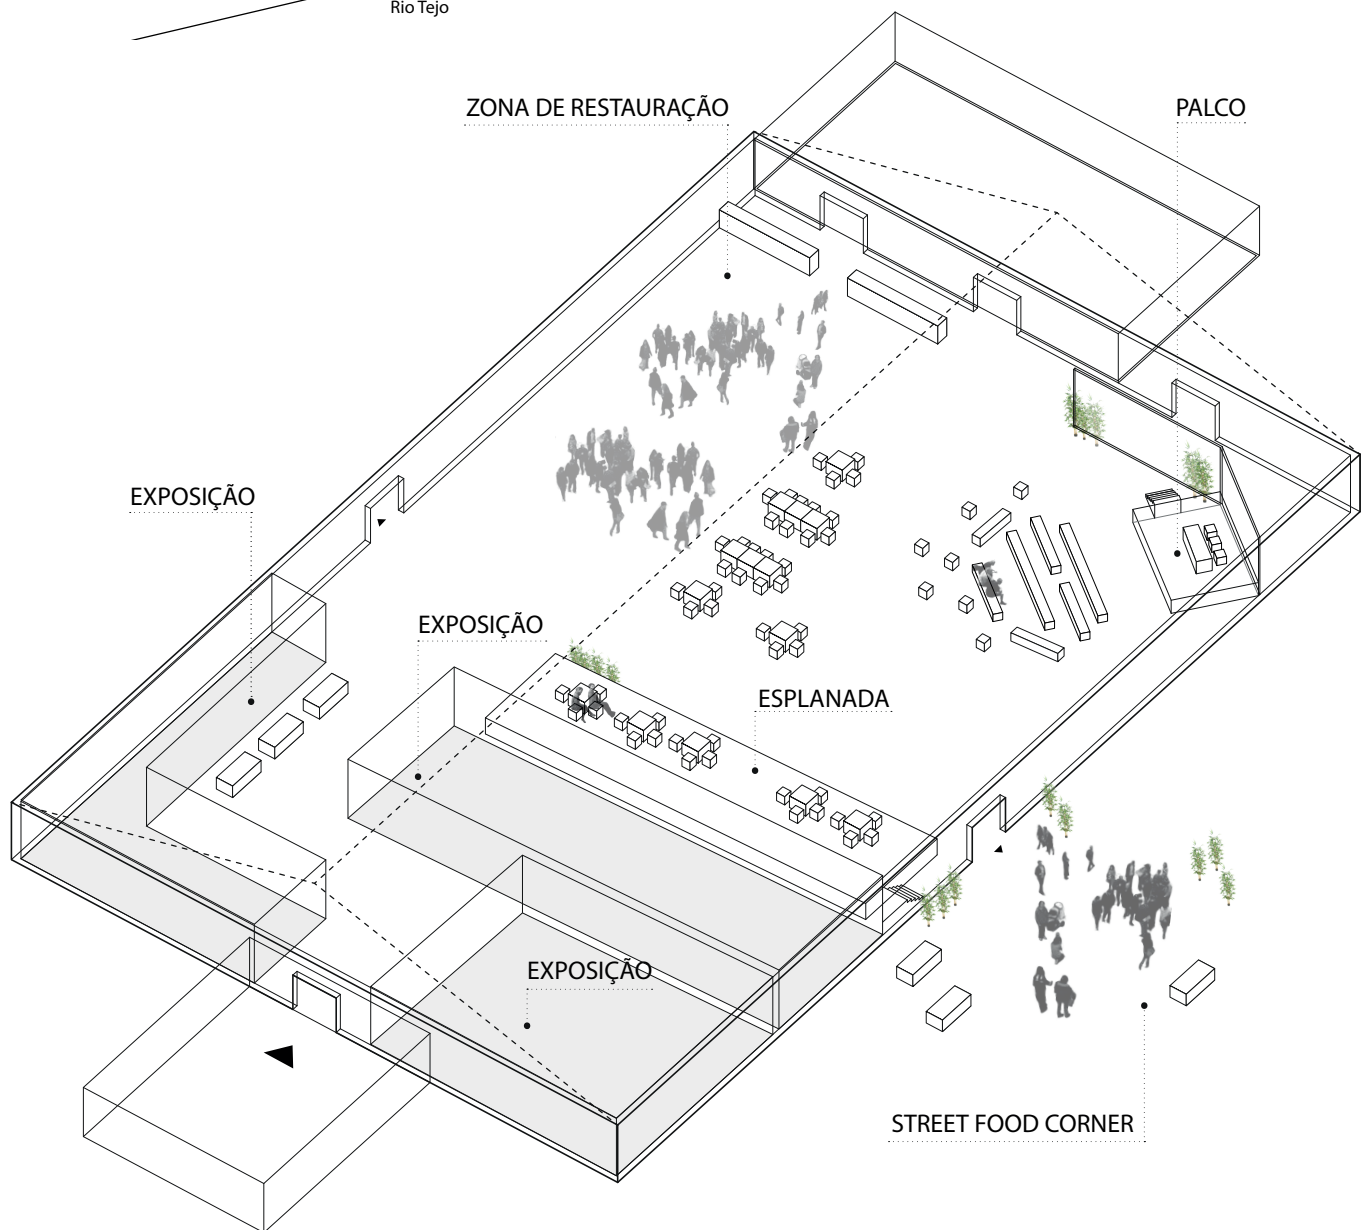 Rio Tejo
ZONA DE RESTAURAÇÃO
PALCO
EXPOSIÇÃO
EXPOSIÇÃO
ESPLANADA
EXPOSIÇÃO
STREET FOOD CORNER